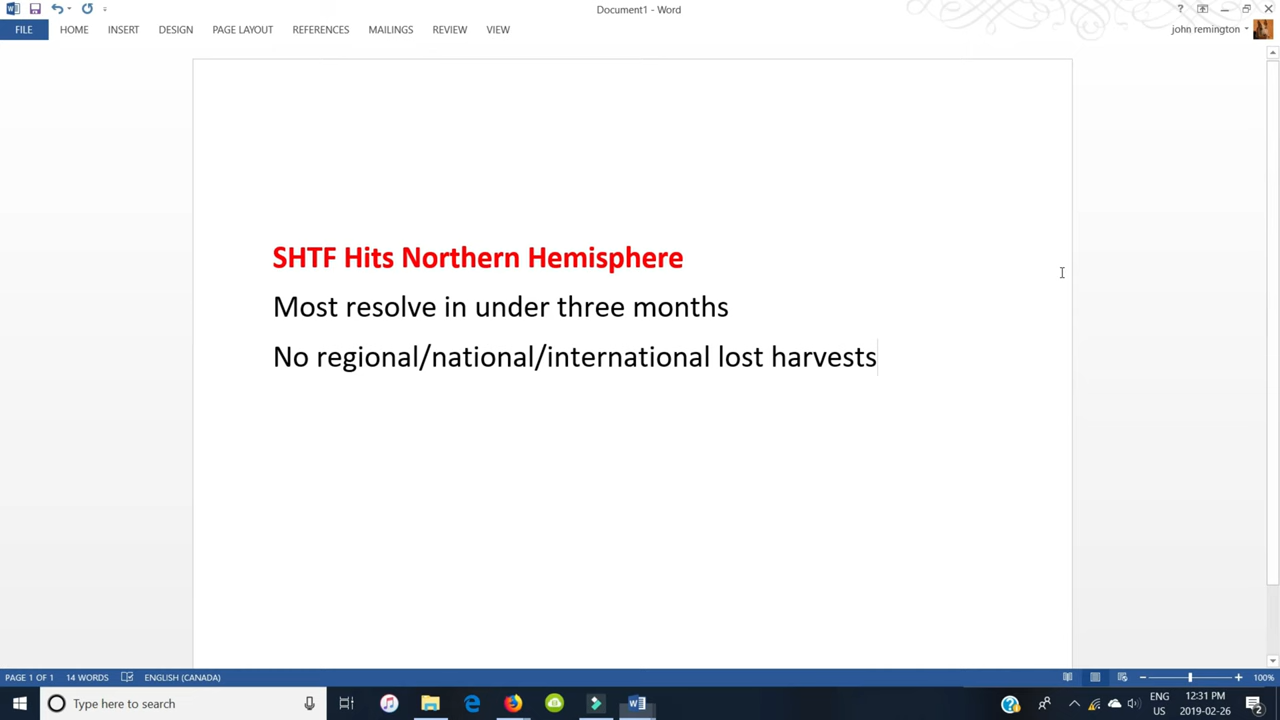 Document1 - Word
?
FILE HOME INSERT DESIGN PAGE LAYOUT REFERENCES MAILINGS REVIEW VIEW john remington
SHTF Hits Northern Hemisphere
Most resolve in under three months
No regional/national/international lost harvests
PAGE 1 OF 1 14 WORDS ENGLISH (CANADA) 100%
Type here to search
ENG
US
12:31 PM
2019-02-26
2